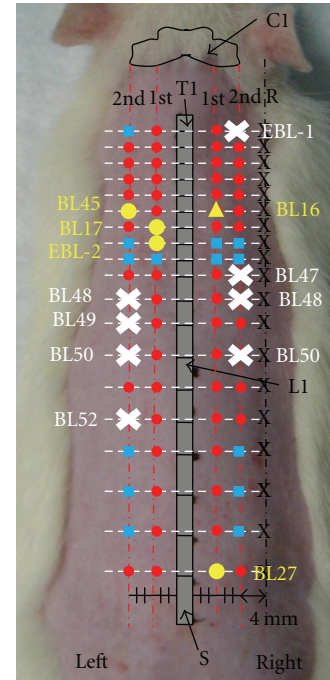 C1
2nd 1st T1 1st 2nd R
EBL-1
X
X
X
BL45 X BL16
BL17 X
EBL-2 X
X
X BL47
BL48 X BL48
BL49 X
BL50 X BL50
X L1
BL52 X
X
X
X
BL27
4 mm
Left S Right